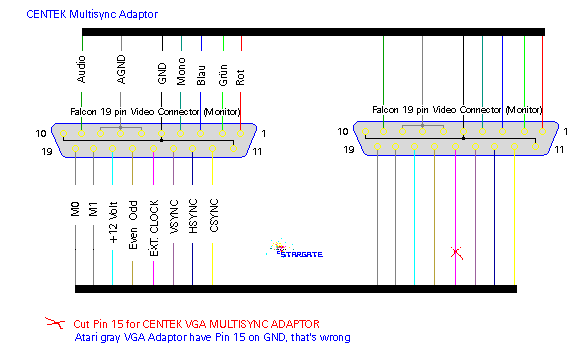 CENTEK Multisync Adaptor
Audio
AGND
GND
Mono
Blau
Grün
Rot
Falcon 19 pin Video Connector (Monitor)
Falcon 19 pin Video Connector (Monitor)
10
1
10
1
19
11
19
11
M0
M1
+12 Volt
Even Odd
EXT. CLOCK
VSYNC
HSYNC
CSYNC
STARGATE
Cut Pin 15 for CENTEK VGA MULTISYNC ADAPTOR
Atari gray VGA Adaptor have Pin 15 on GND, that's wrong